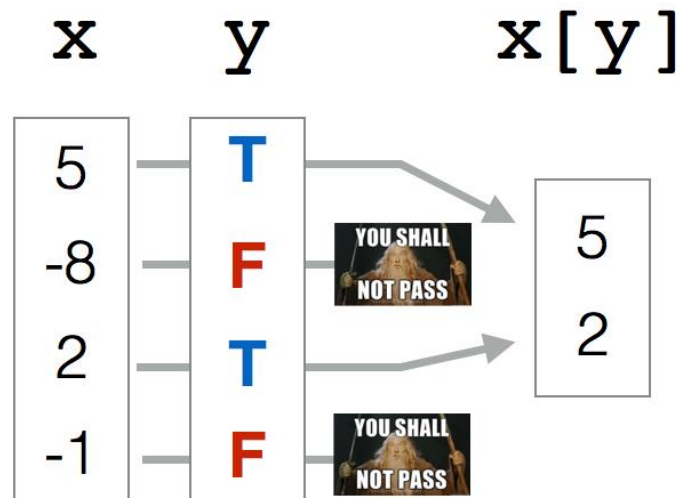 x y x[y]
5 T
YOU SHALL
NOT PASS
5
-8 F
2 T
2
-1 F
YOU SHALL
NOT PASS